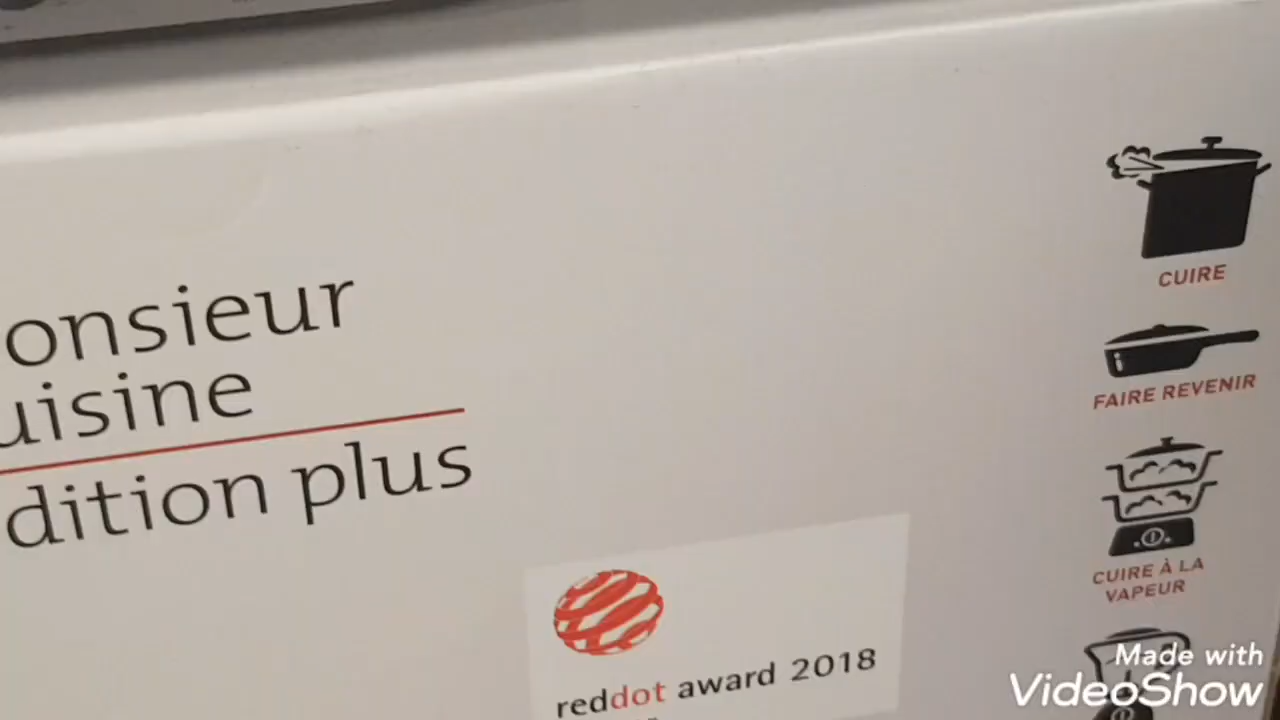 onsieur
uisine
dition plus
reddot award 2018
CUIRE
FAIRE REVENIR
CUIRE À LA
VAPEUR
Made with
VideoShow